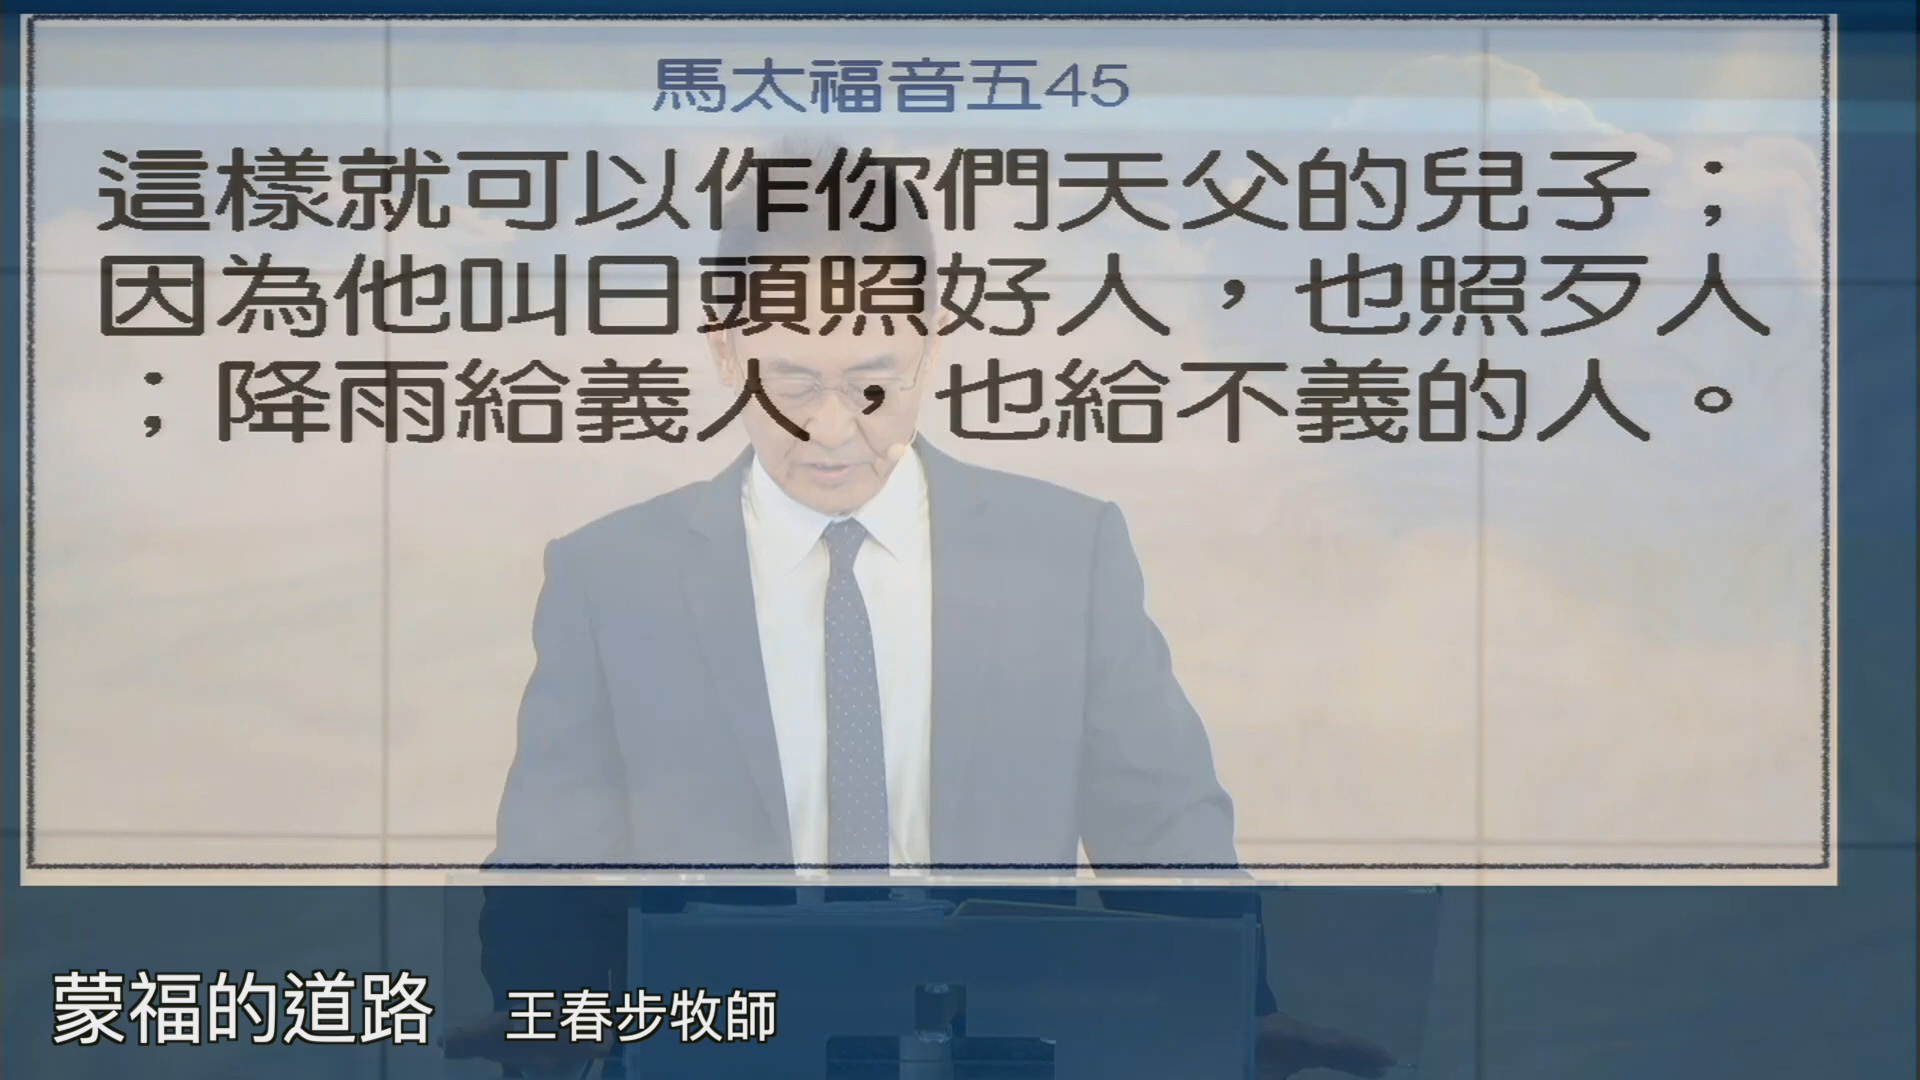 馬太福音五45
這樣就可以作你們天父的兒子；
因為他叫日頭照好人，也照歹人
；降雨給義人，也給不義的人。
蒙福的道路 王春步牧師